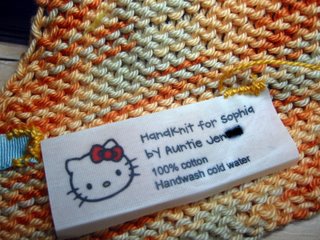 Handknit for Sophia
by Auntie Jen
100% cotton
Handwash cold water